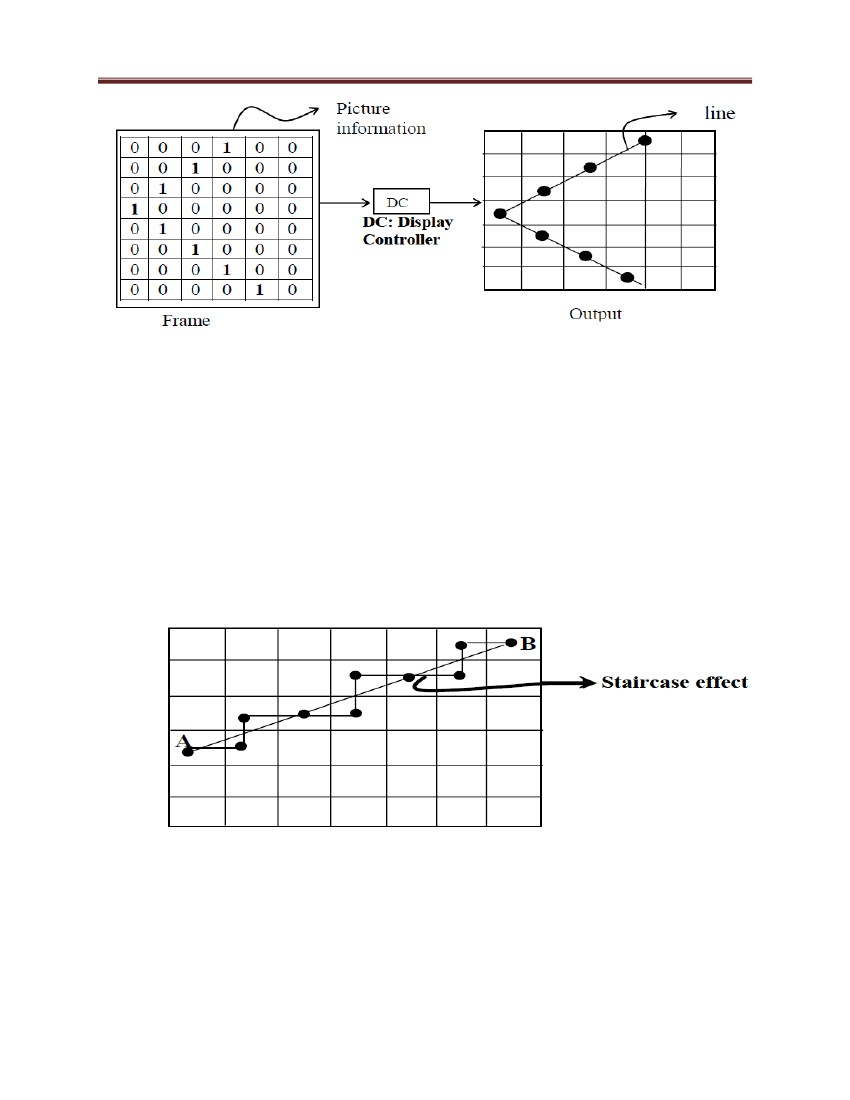 Picture
information
line
0 0 0 1 0 0
0 0 1 0 0 0
0 1 0 0 0 0
1 0 0 0 0 0
0 1 0 0 0 0
0 0 1 0 0 0
0 0 0 1 0 0
0 0 0 0 1 0
DC
DC: Display
Controller
Frame
Output
B
Staircase effect
A